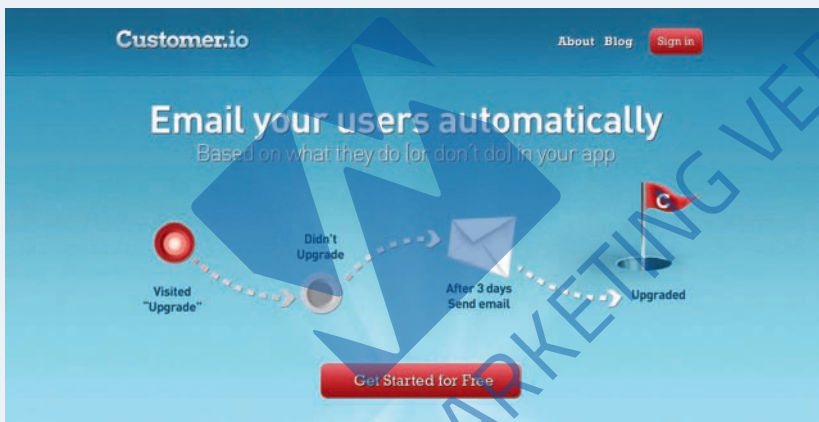 Customer.io
About Blog Sign in
Email your users automatically
Based on what they do (or don't do) in your app
C
Didn't
Upgrade
Visited
"Upgrade"
After 3 days
Send email
Upgraded
Get Started for Free
MARKETING